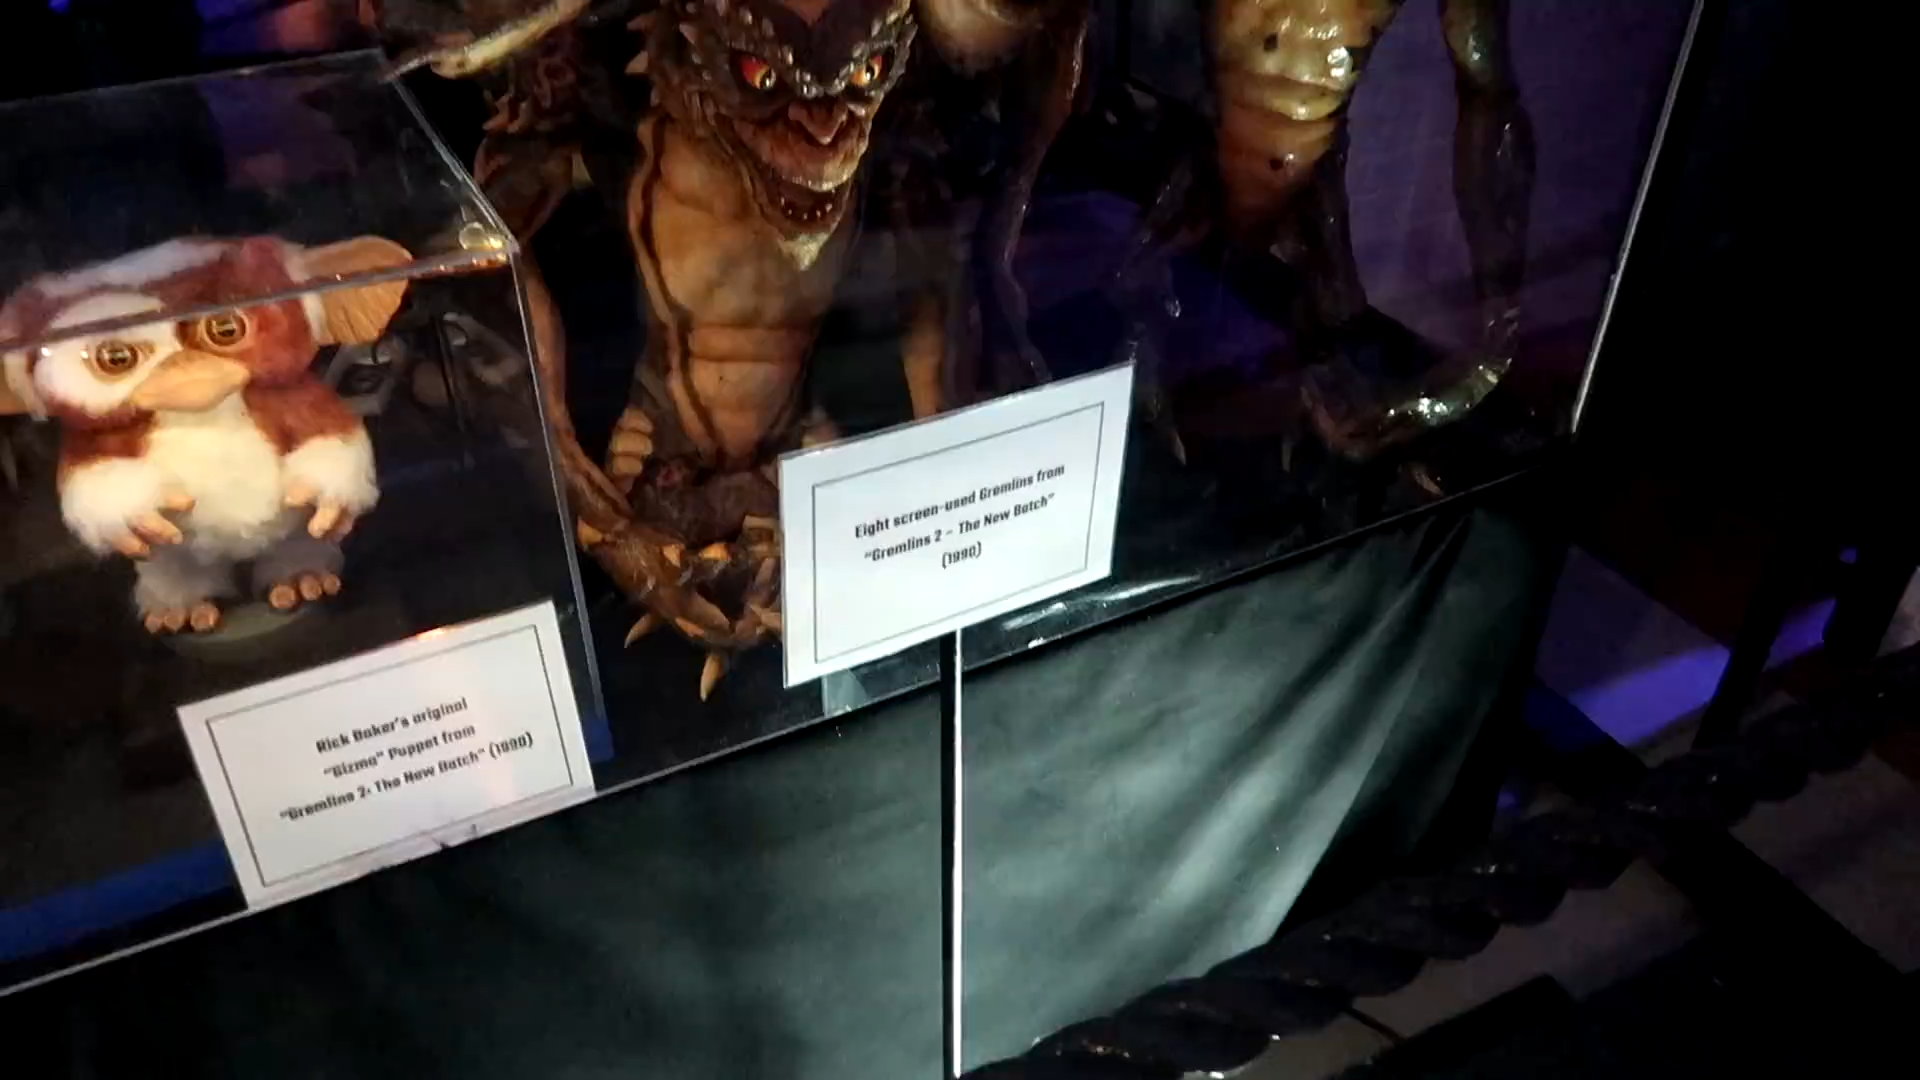 Rick Baker's original
"Gizmo" Puppet from
"Gremlins 2: The New Batch" (1990)
Eight screen-used Gremlins from
"Gremlins 2 - The New Batch"
(1990)